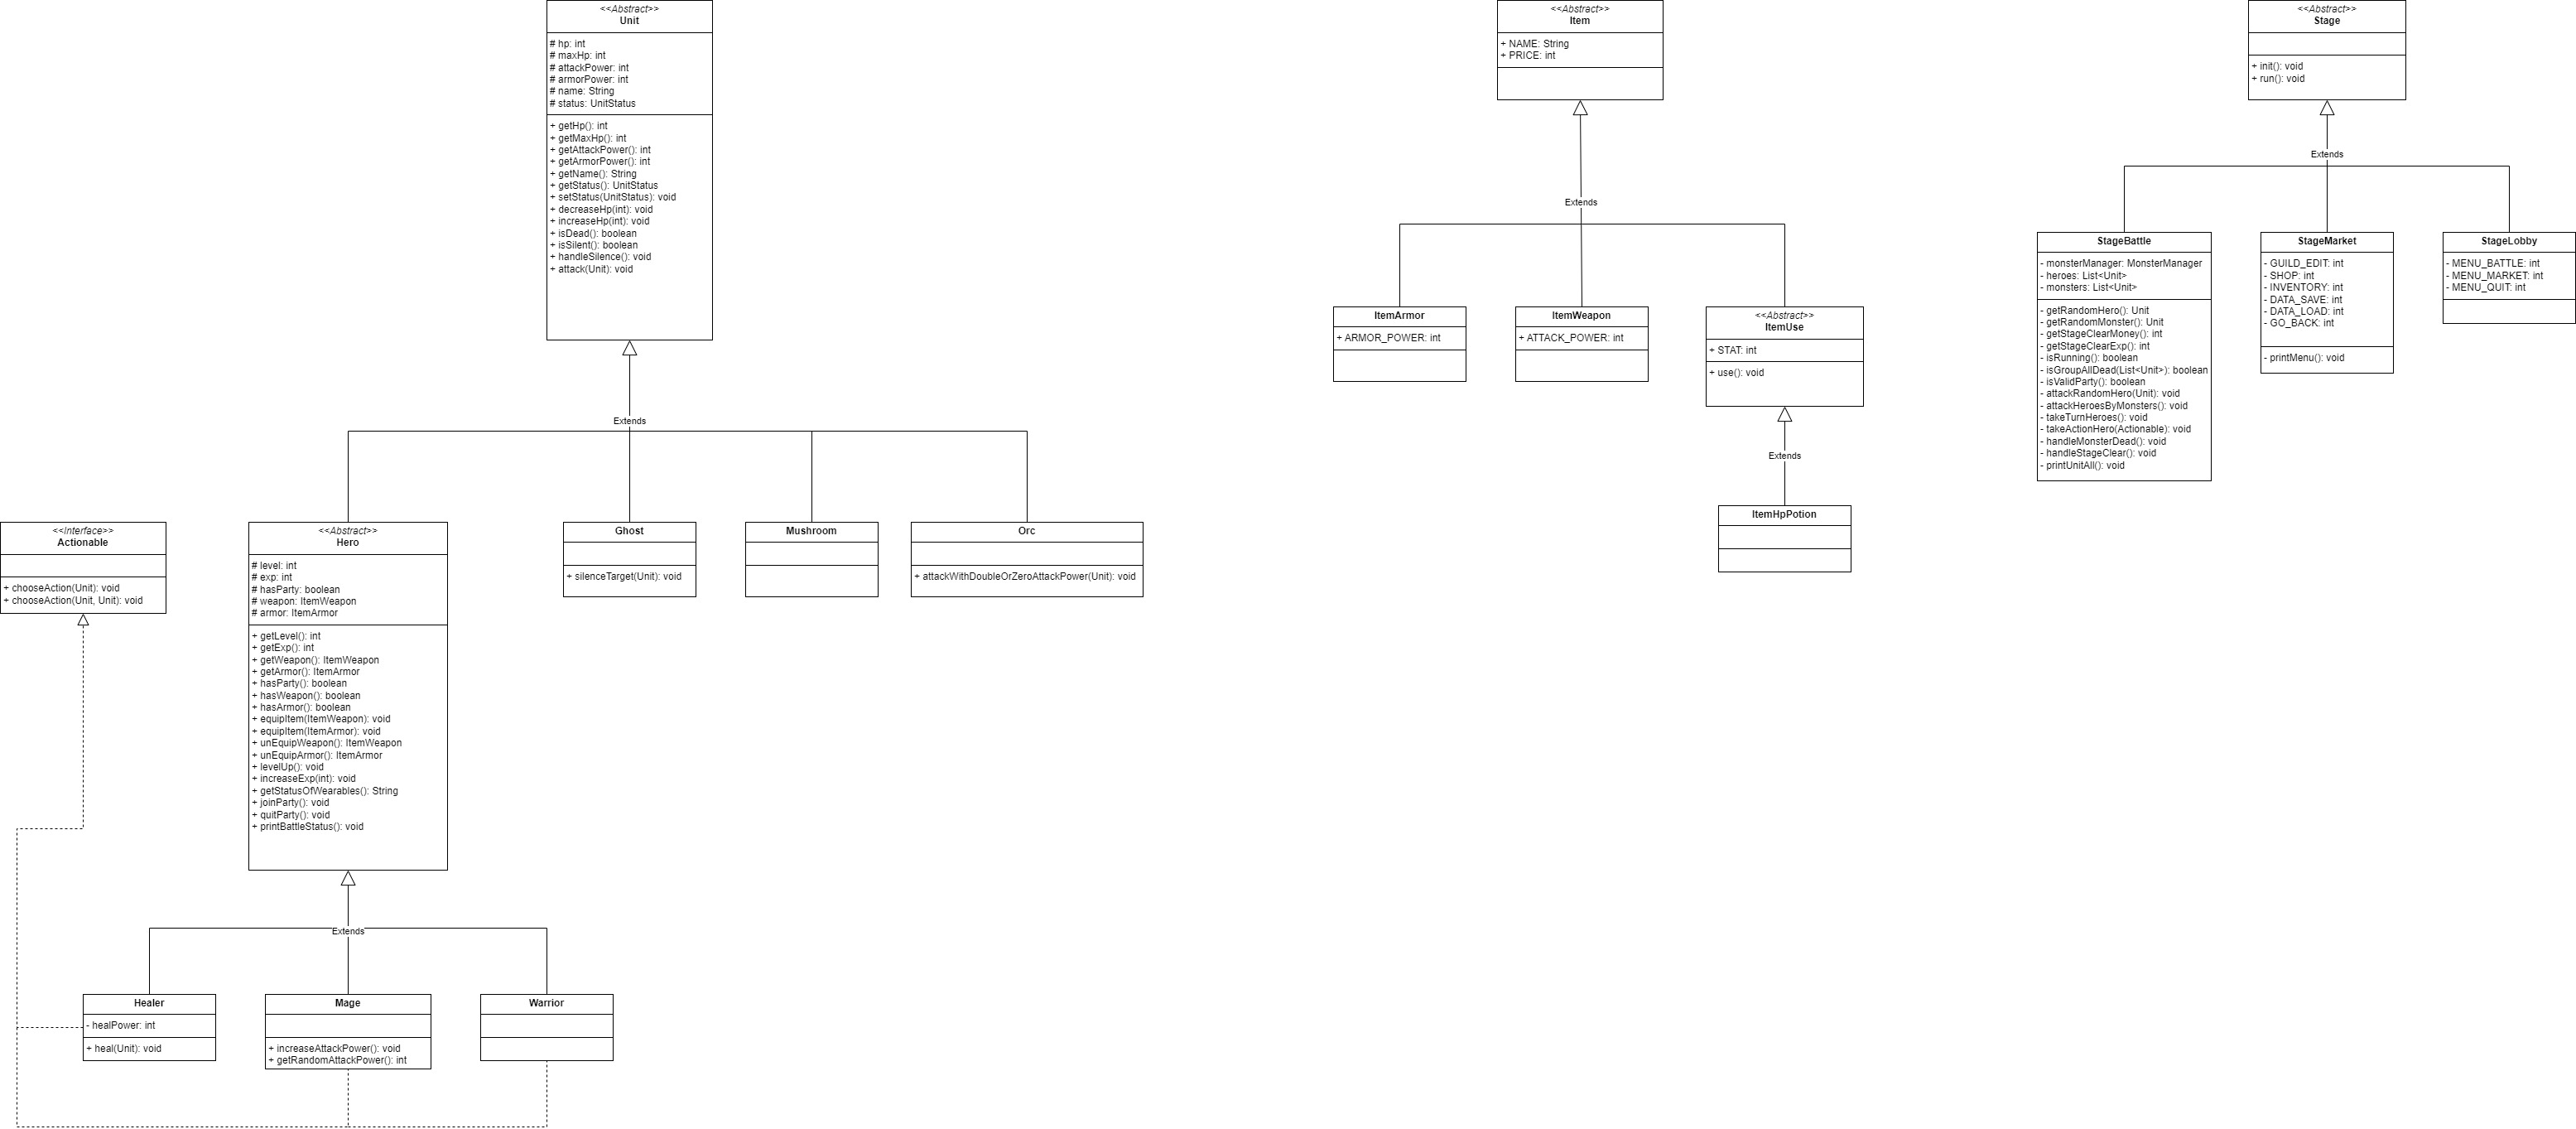 <<Abstract>>
Unit
# hp: int
# maxHp: int
# attackPower: int
# armorPower: int
# name: String
# status: UnitStatus
+ getHp(): int
+ getMaxHp(): int
+ getAttackPower(): int
+ getArmorPower(): int
+ getName(): String
+ getStatus(): UnitStatus
+ setStatus(UnitStatus): void
+ decreaseHp(int): void
+ increaseHp(int): void
+ isDead(): boolean
+ isSilent(): boolean
+ handleSilence(): void
+ attack(Unit): void
Extends
<<Interface>>
Actionable
+ chooseAction(Unit): void
+ chooseAction(Unit, Unit): void
<<Abstract>>
Hero
# level: int
# exp: int
# hasParty: boolean
# weapon: ItemWeapon
# armor: ItemArmor
+ getLevel(): int
+ getExp(): int
+ getWeapon(): ItemWeapon
+ getArmor(): ItemArmor
+ hasParty(): boolean
+ hasWeapon(): boolean
+ hasArmor(): boolean
+ equipItem(ItemWeapon): void
+ equipItem(ItemArmor): void
+ unEquipWeapon(): ItemWeapon
+ unEquipArmor(): ItemArmor
+ levelUp(): void
+ increaseExp(int): void
+ getStatusOfWearables(): String
+ joinParty(): void
+ quitParty(): void
+ printBattleStatus(): void
Ghost
+ silenceTarget(Unit): void
Mushroom
Orc
+ attackWithDoubleOrZeroAttackPower(Unit): void
Extends
Healer
- healPower: int
+ heal(Unit): void
Mage
+ increaseAttackPower(): void
+ getRandomAttackPower(): int
Warrior
<<Abstract>>
Item
+ NAME: String
+ PRICE: int
Extends
ItemArmor
+ ARMOR_POWER: int
ItemWeapon
+ ATTACK_POWER: int
<<Abstract>>
ItemUse
+ STAT: int
+ use(): void
Extends
ItemHpPotion
<<Abstract>>
Stage
+ init(): void
+ run(): void
Extends
StageBattle
- monsterManager: MonsterManager
- heroes: List<Unit>
- monsters: List<Unit>
- getRandomHero(): Unit
- getRandomMonster(): Unit
- getStageClearMoney(): int
- getStageClearExp(): int
- isRunning(): boolean
- isGroupAllDead(List<Unit>): boolean
- isValidParty(): boolean
- attackRandomHero(Unit): void
- attackHeroesByMonsters(): void
- takeTurnHeroes(): void
- takeActionHero(Actionable): void
- handleMonsterDead(): void
- handleStageClear(): void
- printUnitAll(): void
StageMarket
- GUILD_EDIT: int
- SHOP: int
- INVENTORY: int
- DATA_SAVE: int
- DATA_LOAD: int
- GO_BACK: int
- printMenu(): void
StageLobby
- MENU_BATTLE: int
- MENU_MARKET: int
- MENU_QUIT: int